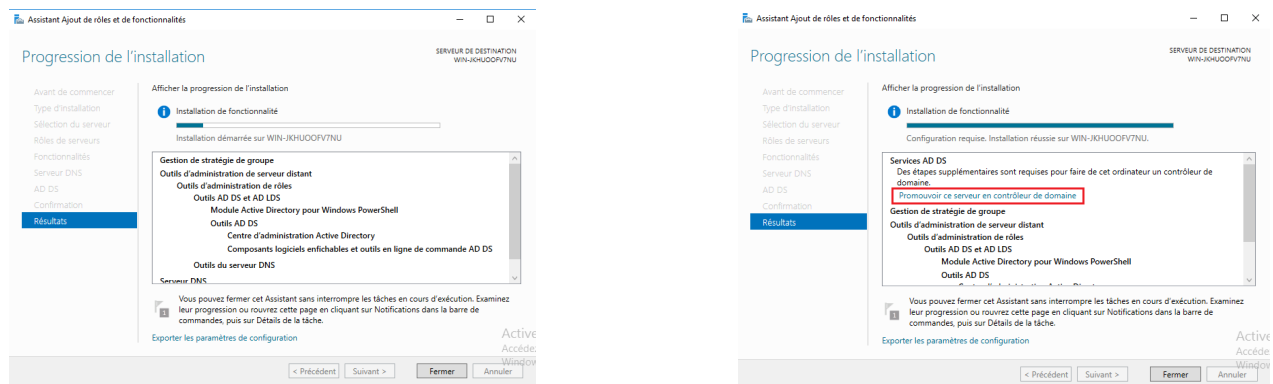 Assistant Ajout de rôles et de fonctionnalités
Progression de l'installation
SERVEUR DE DESTINATION
WIN-JKHUOOFV7NU
Avant de commencer
Type d'installation
Sélection du serveur
Rôles de serveurs
Fonctionnalités
Serveur DNS
AD DS
Confirmation
Résultats
Afficher la progression de l'installation
Installation de fonctionnalité
Installation démarrée sur WIN-JKHUOOFV7NU
Gestion de stratégie de groupe
Outils d'administration de serveur distant
Outils d'administration de rôles
Outils AD DS et AD LDS
Module Active Directory pour Windows PowerShell
Outils AD DS
Centre d'administration Active Directory
Composants logiciels enfichables et outils en ligne de commande AD DS
Outils du serveur DNS
Serveur DNS
Vous pouvez fermer cet Assistant sans interrompre les tâches en cours d'exécution. Examinez
leur progression ou rouvrez cette page en cliquant sur Notifications dans la barre de
commandes, puis sur Détails de la tâche.
Exporter les paramètres de configuration
Active
Accéde
Window
< Précédent
Suivant >
Fermer
Annuler
Assistant Ajout de rôles et de fonctionnalités
Progression de l'installation
SERVEUR DE DESTINATION
WIN-JKHUOOFV7NU
Avant de commencer
Type d'installation
Sélection du serveur
Rôles de serveurs
Fonctionnalités
Serveur DNS
AD DS
Confirmation
Résultats
Afficher la progression de l'installation
Installation de fonctionnalité
Configuration requise. Installation réussie sur WIN-JKHUOOFV7NU.
Services AD DS
Des étapes supplémentaires sont requises pour faire de cet ordinateur un contrôleur de
domaine.
Promouvoir ce serveur en contrôleur de domaine
Gestion de stratégie de groupe
Outils d'administration de serveur distant
Outils d'administration de rôles
Outils AD DS et AD LDS
Module Active Directory pour Windows PowerShell
Outils AD DS
Vous pouvez fermer cet Assistant sans interrompre les tâches en cours d'exécution. Examinez
leur progression ou rouvrez cette page en cliquant sur Notifications dans la barre de
commandes, puis sur Détails de la tâche.
Exporter les paramètres de configuration
Active
Accéde
Window
< Précédent
Suivant >
Fermer
Annuler